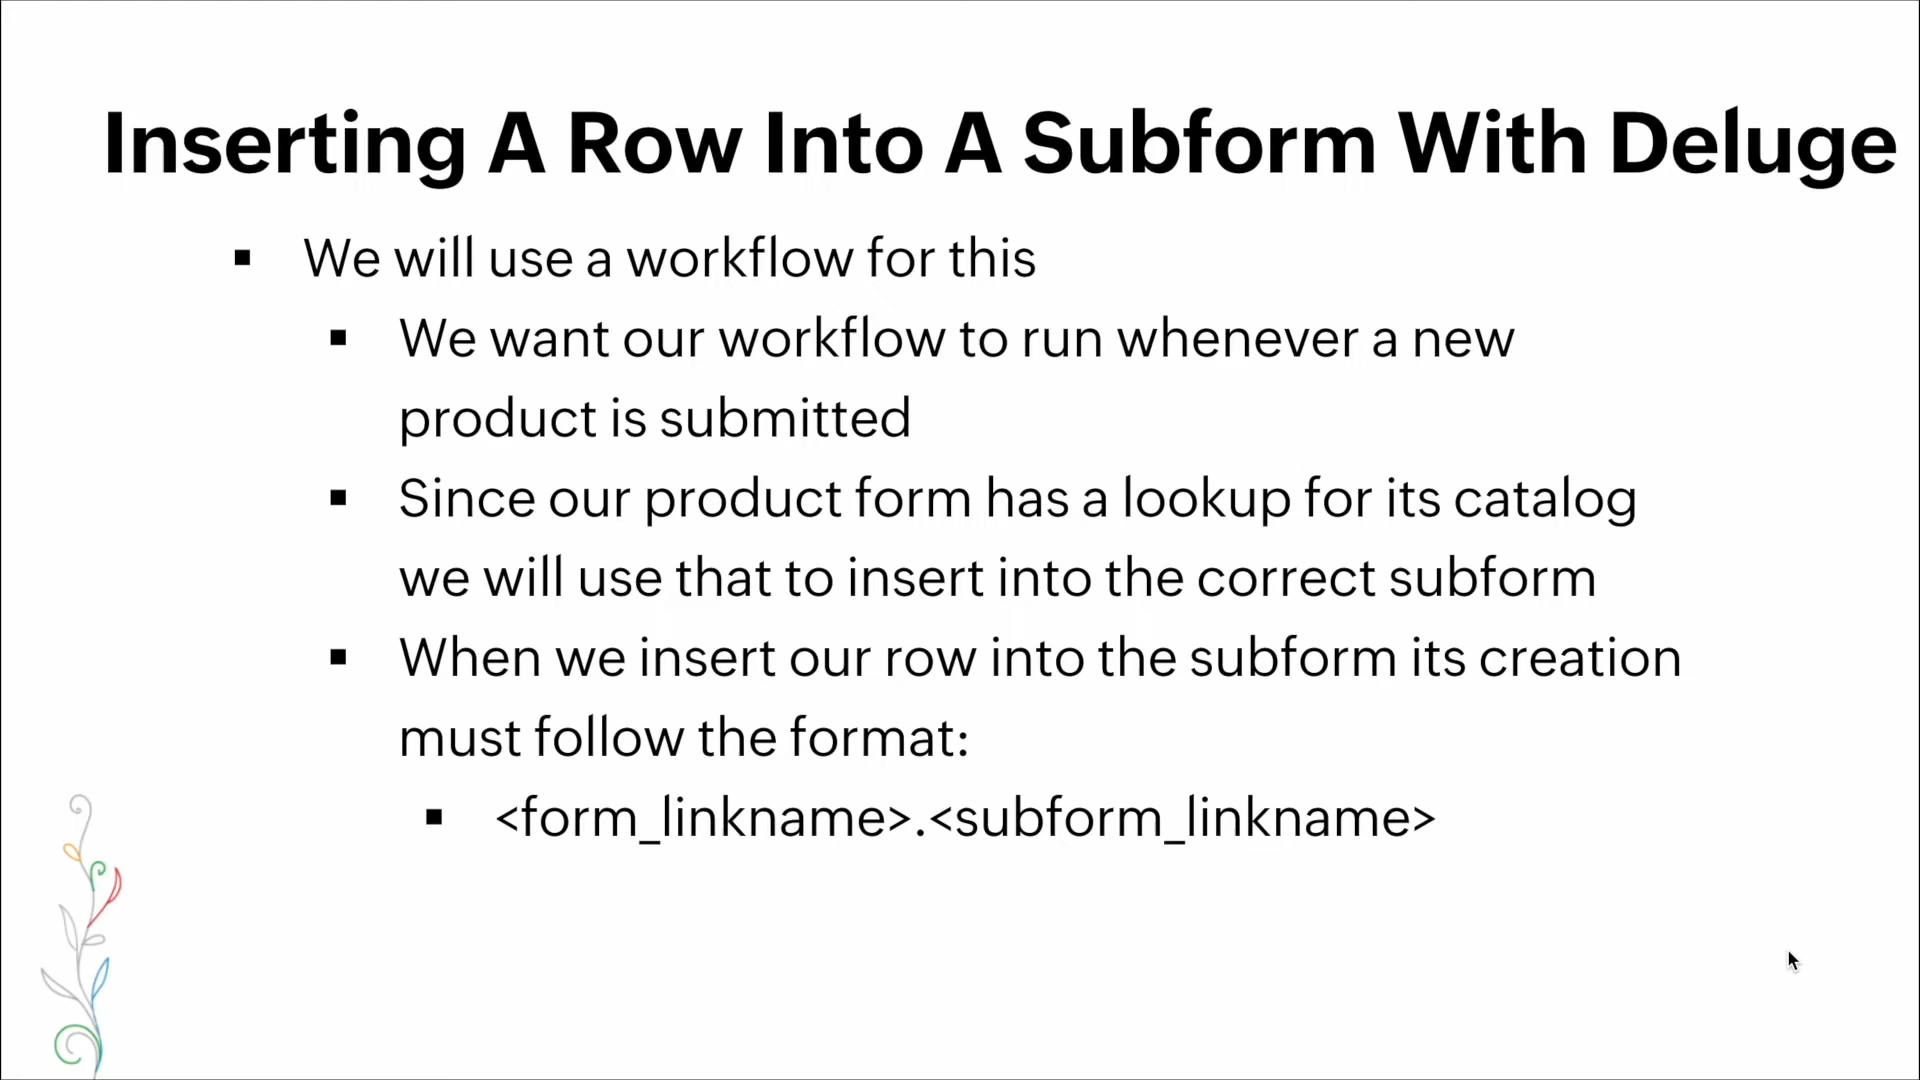 Inserting A Row Into A Subform With Deluge
▪ We will use a workflow for this
▪ We want our workflow to run whenever a new
product is submitted
▪ Since our product form has a lookup for its catalog
we will use that to insert into the correct subform
▪ When we insert our row into the subform its creation
must follow the format:
▪ <form_linkname>.<subform_linkname>